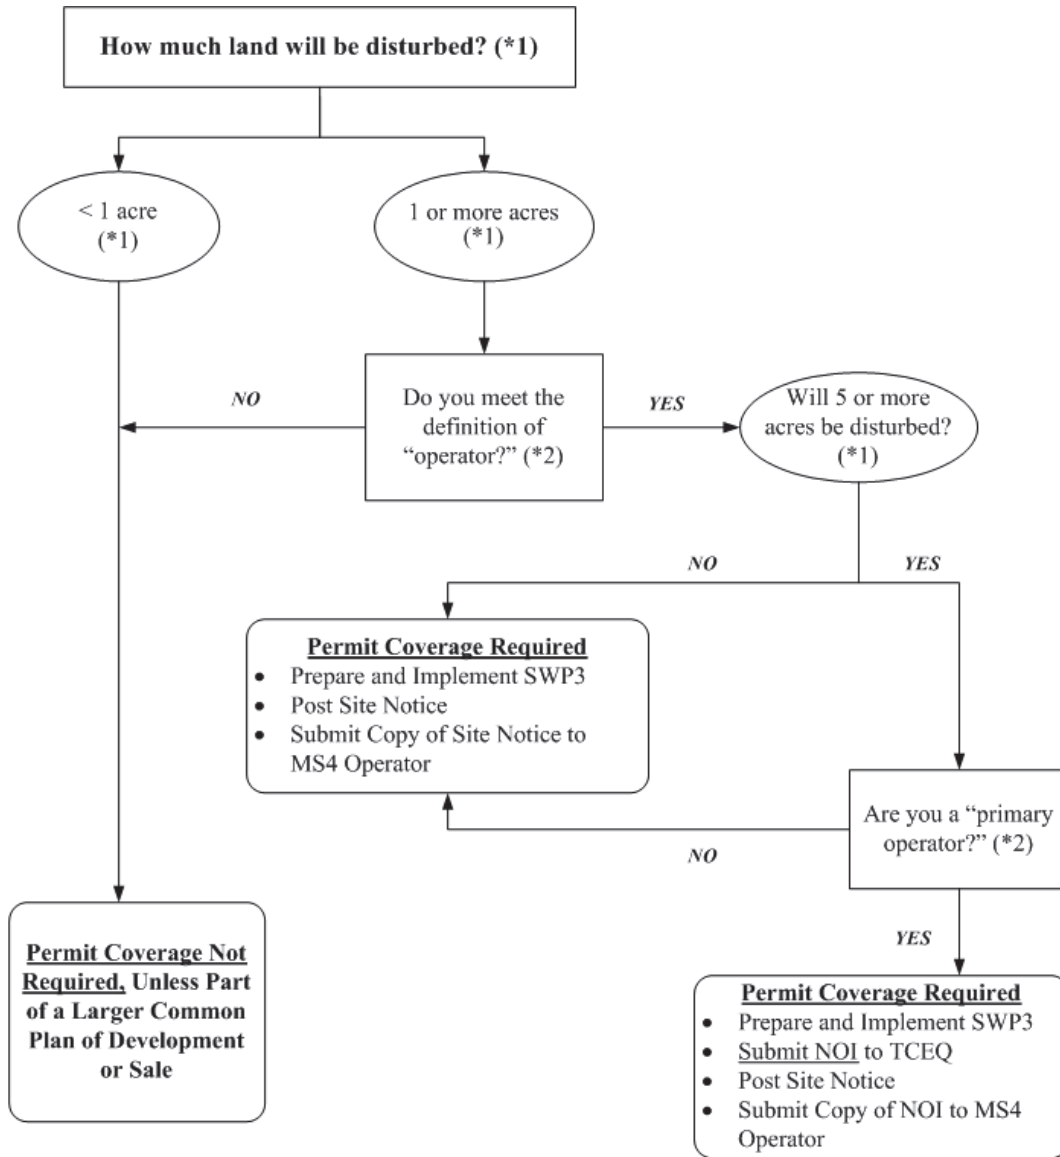 How much land will be disturbed? (*1)
< 1 acre
(*1)
1 or more acres
(*1)
NO
Do you meet the
definition of
“operator?” (*2)
YES
Will 5 or more
acres be disturbed?
(*1)
NO
YES
Permit Coverage Required
• Prepare and Implement SWP3
• Post Site Notice
• Submit Copy of Site Notice to
MS4 Operator
Are you a “primary
operator?” (*2)
NO
YES
Permit Coverage Not
Required, Unless Part
of a Larger Common
Plan of Development
or Sale
Permit Coverage Required
• Prepare and Implement SWP3
• Submit NOI to TCEQ
• Post Site Notice
• Submit Copy of NOI to MS4
Operator